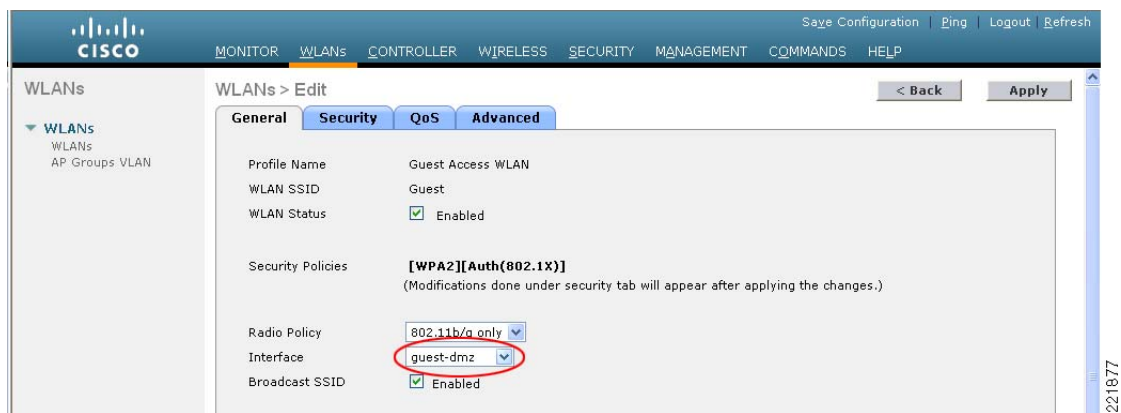 Save Configuration | Ping | Logout | Refresh
CISCO
MONITOR WLANs CONTROLLER WIRELESS SECURITY MANAGEMENT COMMANDS HELP
WLANs
WLANs > Edit
< Back Apply
General Security QoS Advanced
WLANs
WLANs
AP Groups VLAN
Profile Name Guest Access WLAN
WLAN SSID Guest
WLAN Status Enabled
Security Policies [WPA2][Auth(802.1X)]
(Modifications done under security tab will appear after applying the changes.)
Radio Policy 802.11b/g only
Interface guest-dmz
Broadcast SSID Enabled
221877